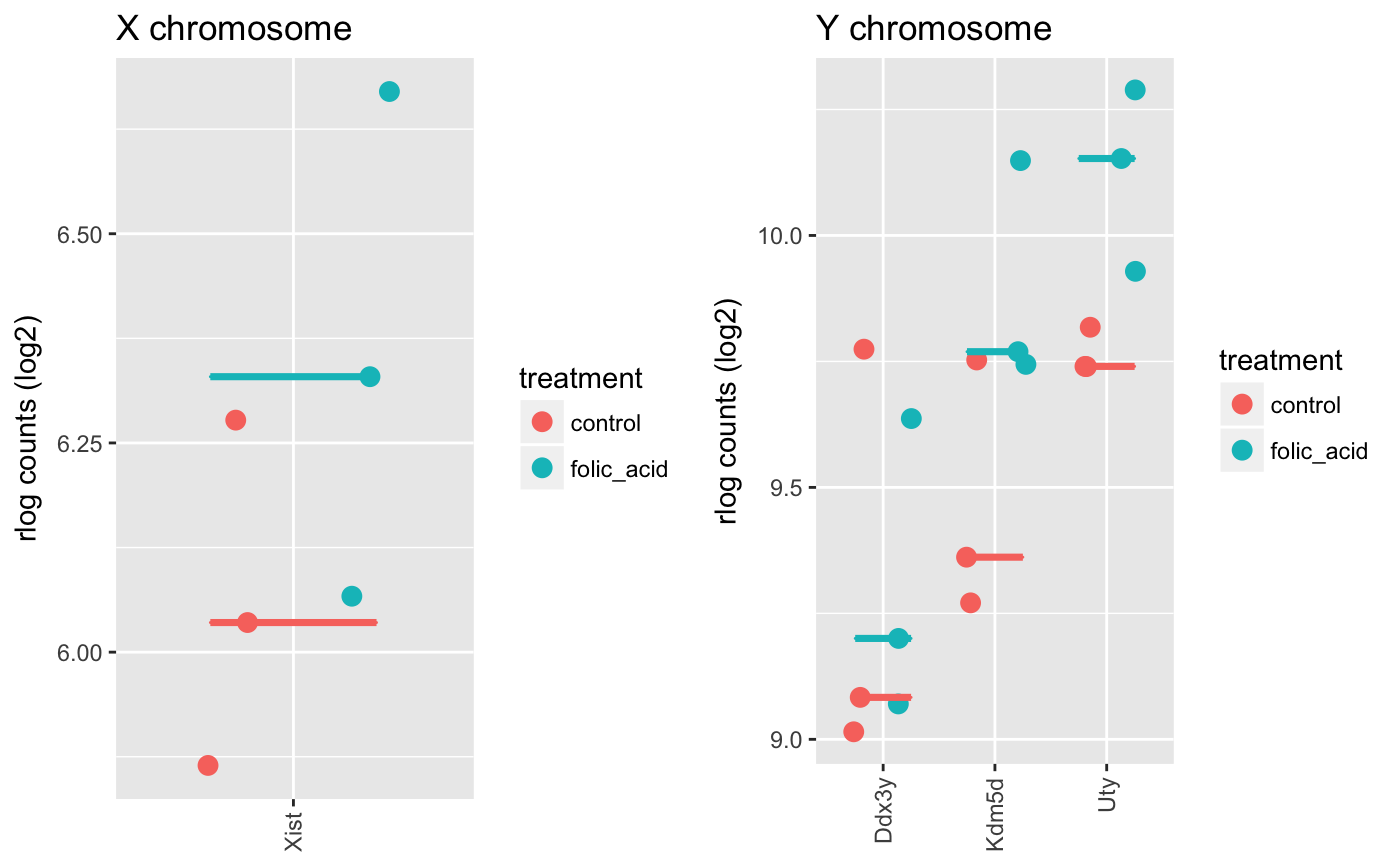 X chromosome
rlog counts (log2)
6.50
6.25
6.00
Xist
treatment
control
folic_acid
Y chromosome
rlog counts (log2)
10.0
9.5
9.0
Ddx3y
Kdm5d
Uty
treatment
control
folic_acid